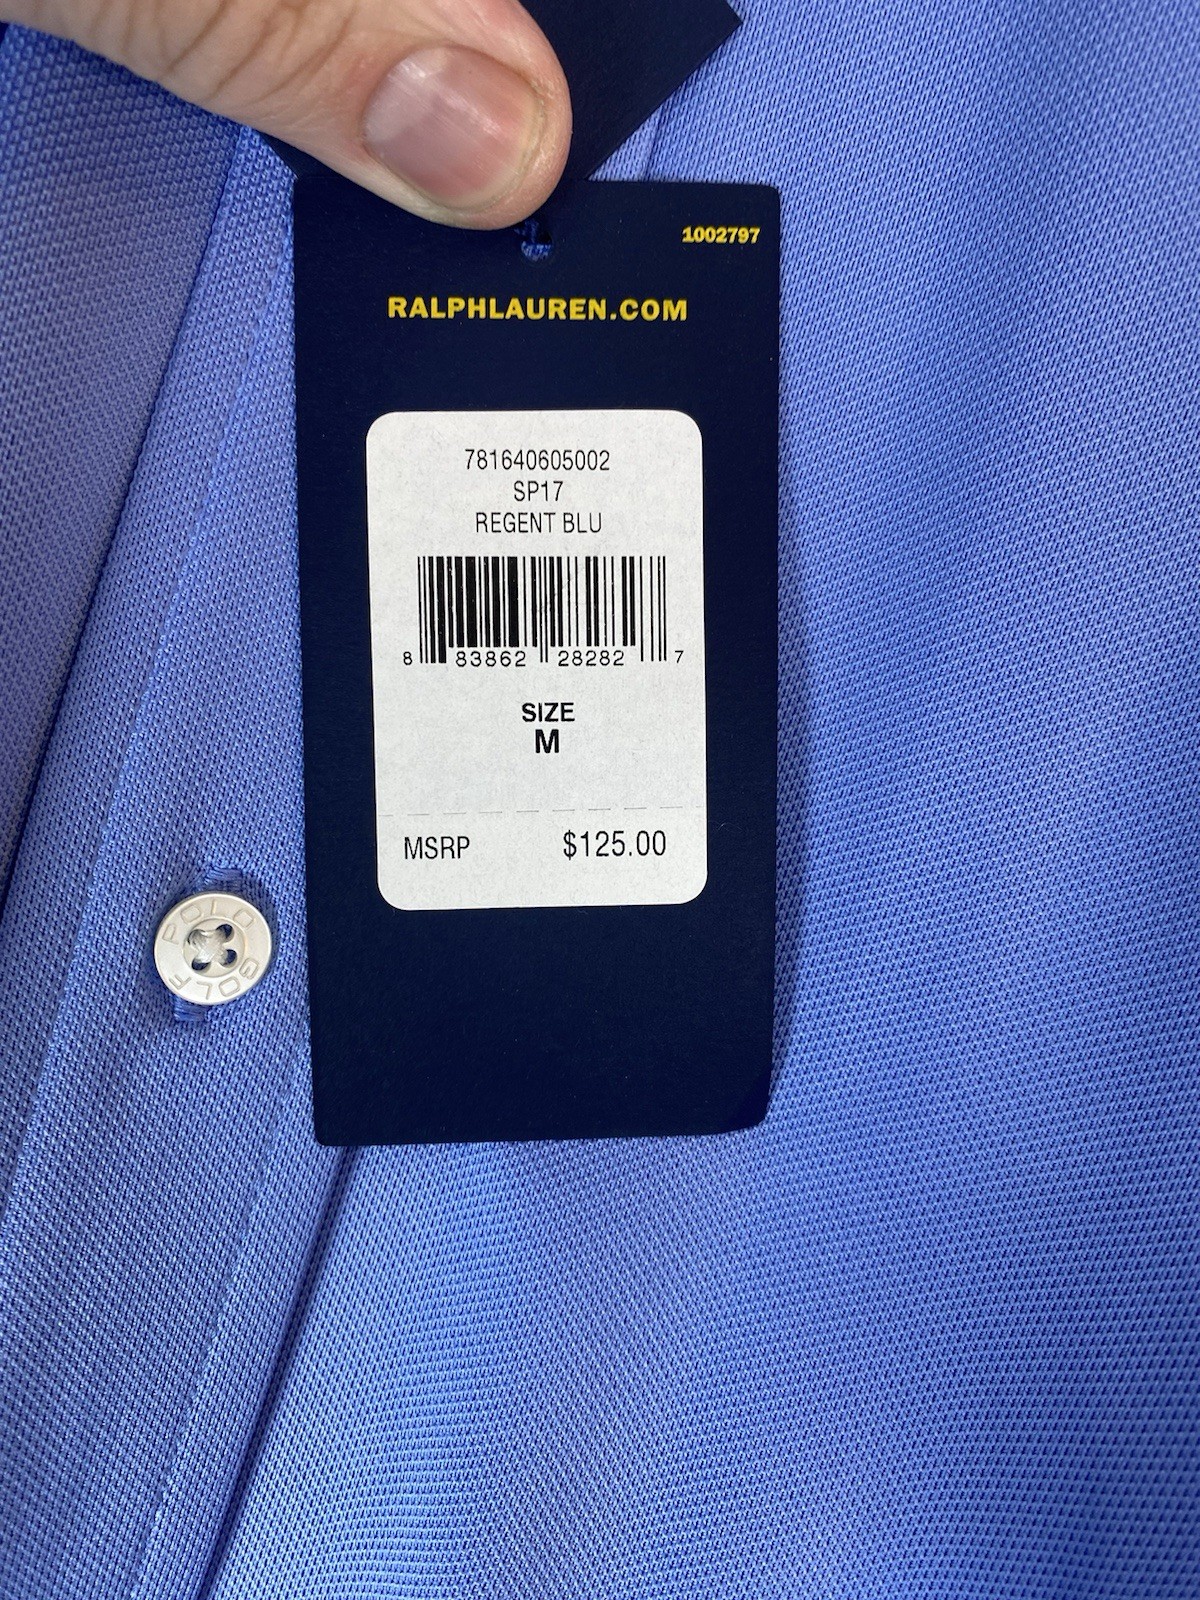 1002797
RALPHLAUREN.COM
781640605002
SP17
REGENT BLU
8 83862 28282 7
SIZE
M
MSRP $125.00
POLO GOLF